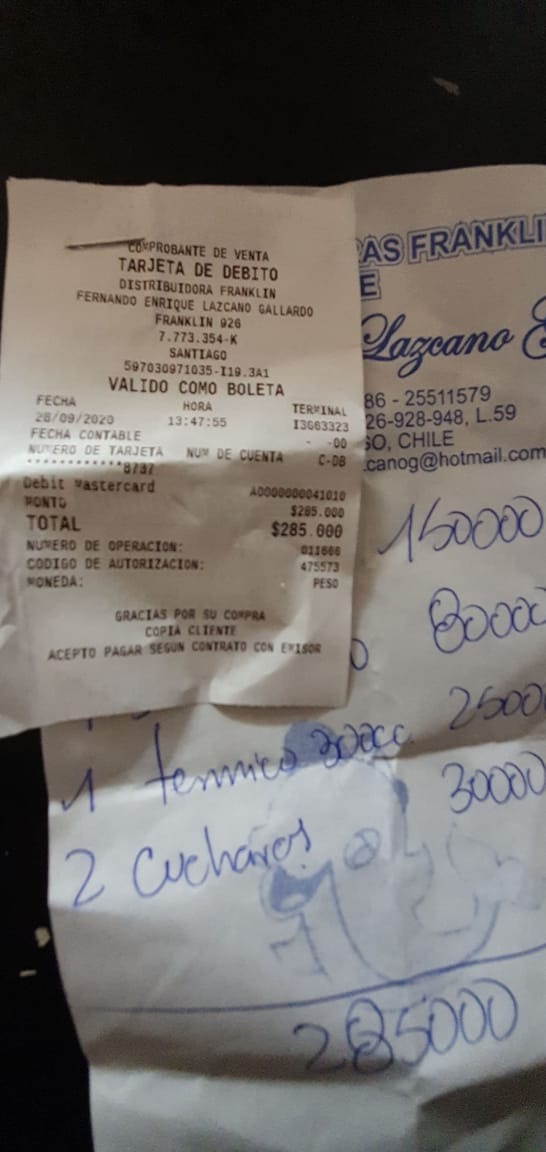 COMPROBANTE DE VENTA
TARJETA DE DEBITO
DISTRIBUIDORA FRANKLIN
FERNANDO ENRIQUE LAZCANO GALLARDO
FRANKLIN 926
7.773.354-K
SANTIAGO
597030971035-I19.3A1
VALIDO COMO BOLETA
FECHA HORA TERMINAL
28/09/2020 13:47:55 I3G63323
FECHA CONTABLE - -00
NUMERO DE TARJETA NUM DE CUENTA C-DB
***********8737
Debit Mastercard A0000000041010
MONTO $285.000
TOTAL $285.000
NUMERO DE OPERACION: 011666
CODIGO DE AUTORIZACION: 475573
MONEDA: PESO
GRACIAS POR SU COMPRA
COPIA CLIENTE
ACEPTO PAGAR SEGUN CONTRATO CON EMISOR
AS FRANKLI
E
Lazcano
86 - 25511579
26-928-948, L.59
GO, CHILE
canog@hotmail.com
150000
80000
1 termico 300cc 25000
2 cucharos 30000
285000